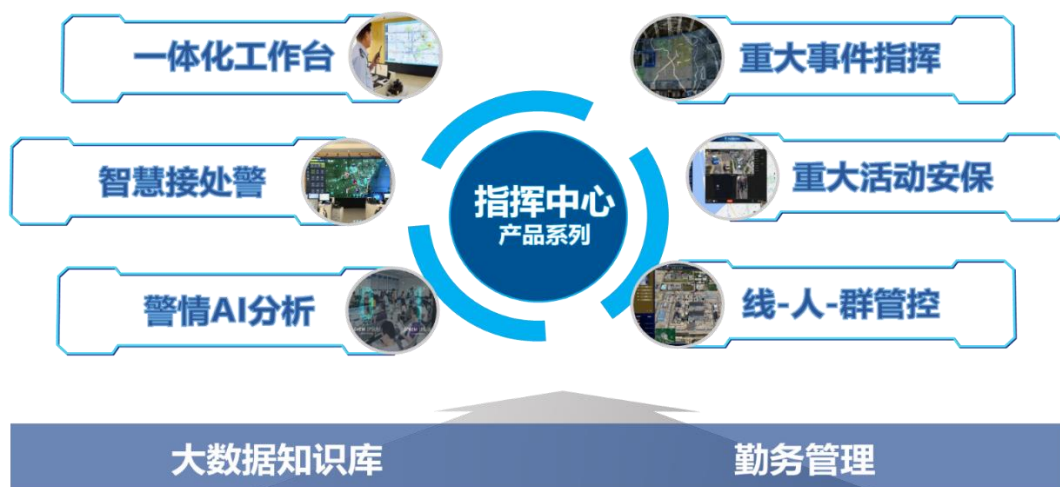 一体化工作台
重大事件指挥
智慧接处警
指挥中心
产品系列
重大活动安保
警情AI分析
线-人-群管控
大数据知识库
勤务管理